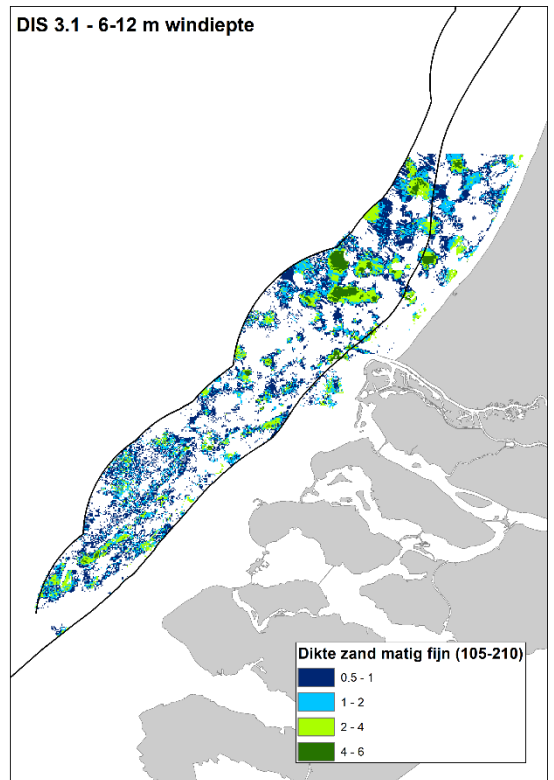 DIS 3.1 - 6-12 m windiepte
Dikte zand matig fijn (105-210)
0.5 - 1
1 - 2
2 - 4
4 - 6